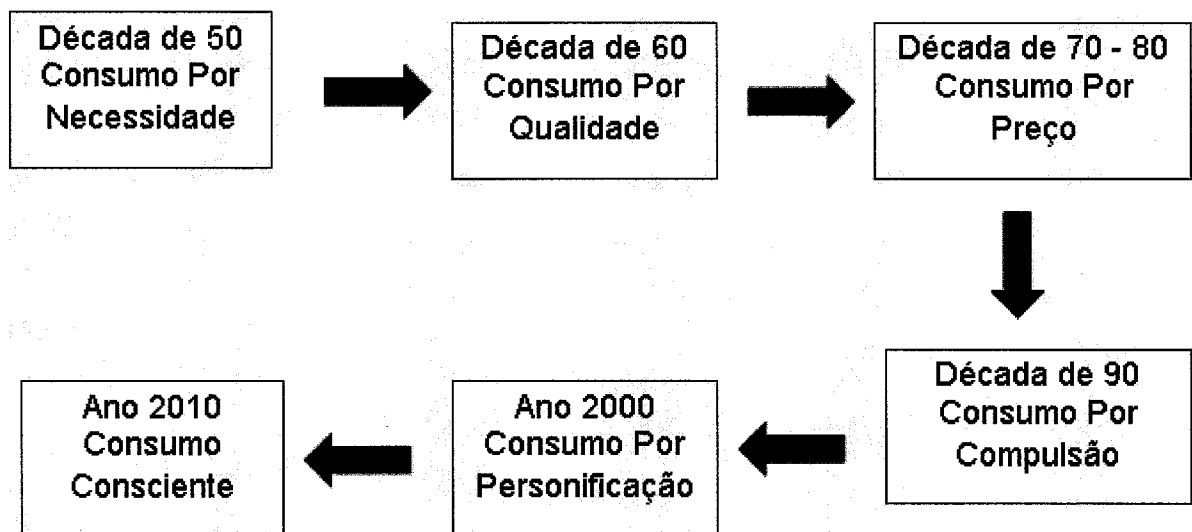 Década de 50
Consumo Por
Necessidade
Década de 60
Consumo Por
Qualidade
Década de 70 - 80
Consumo Por
Preço
Década de 90
Consumo Por
Compulsão
Ano 2000
Consumo Por
Personificação
Ano 2010
Consumo
Consciente